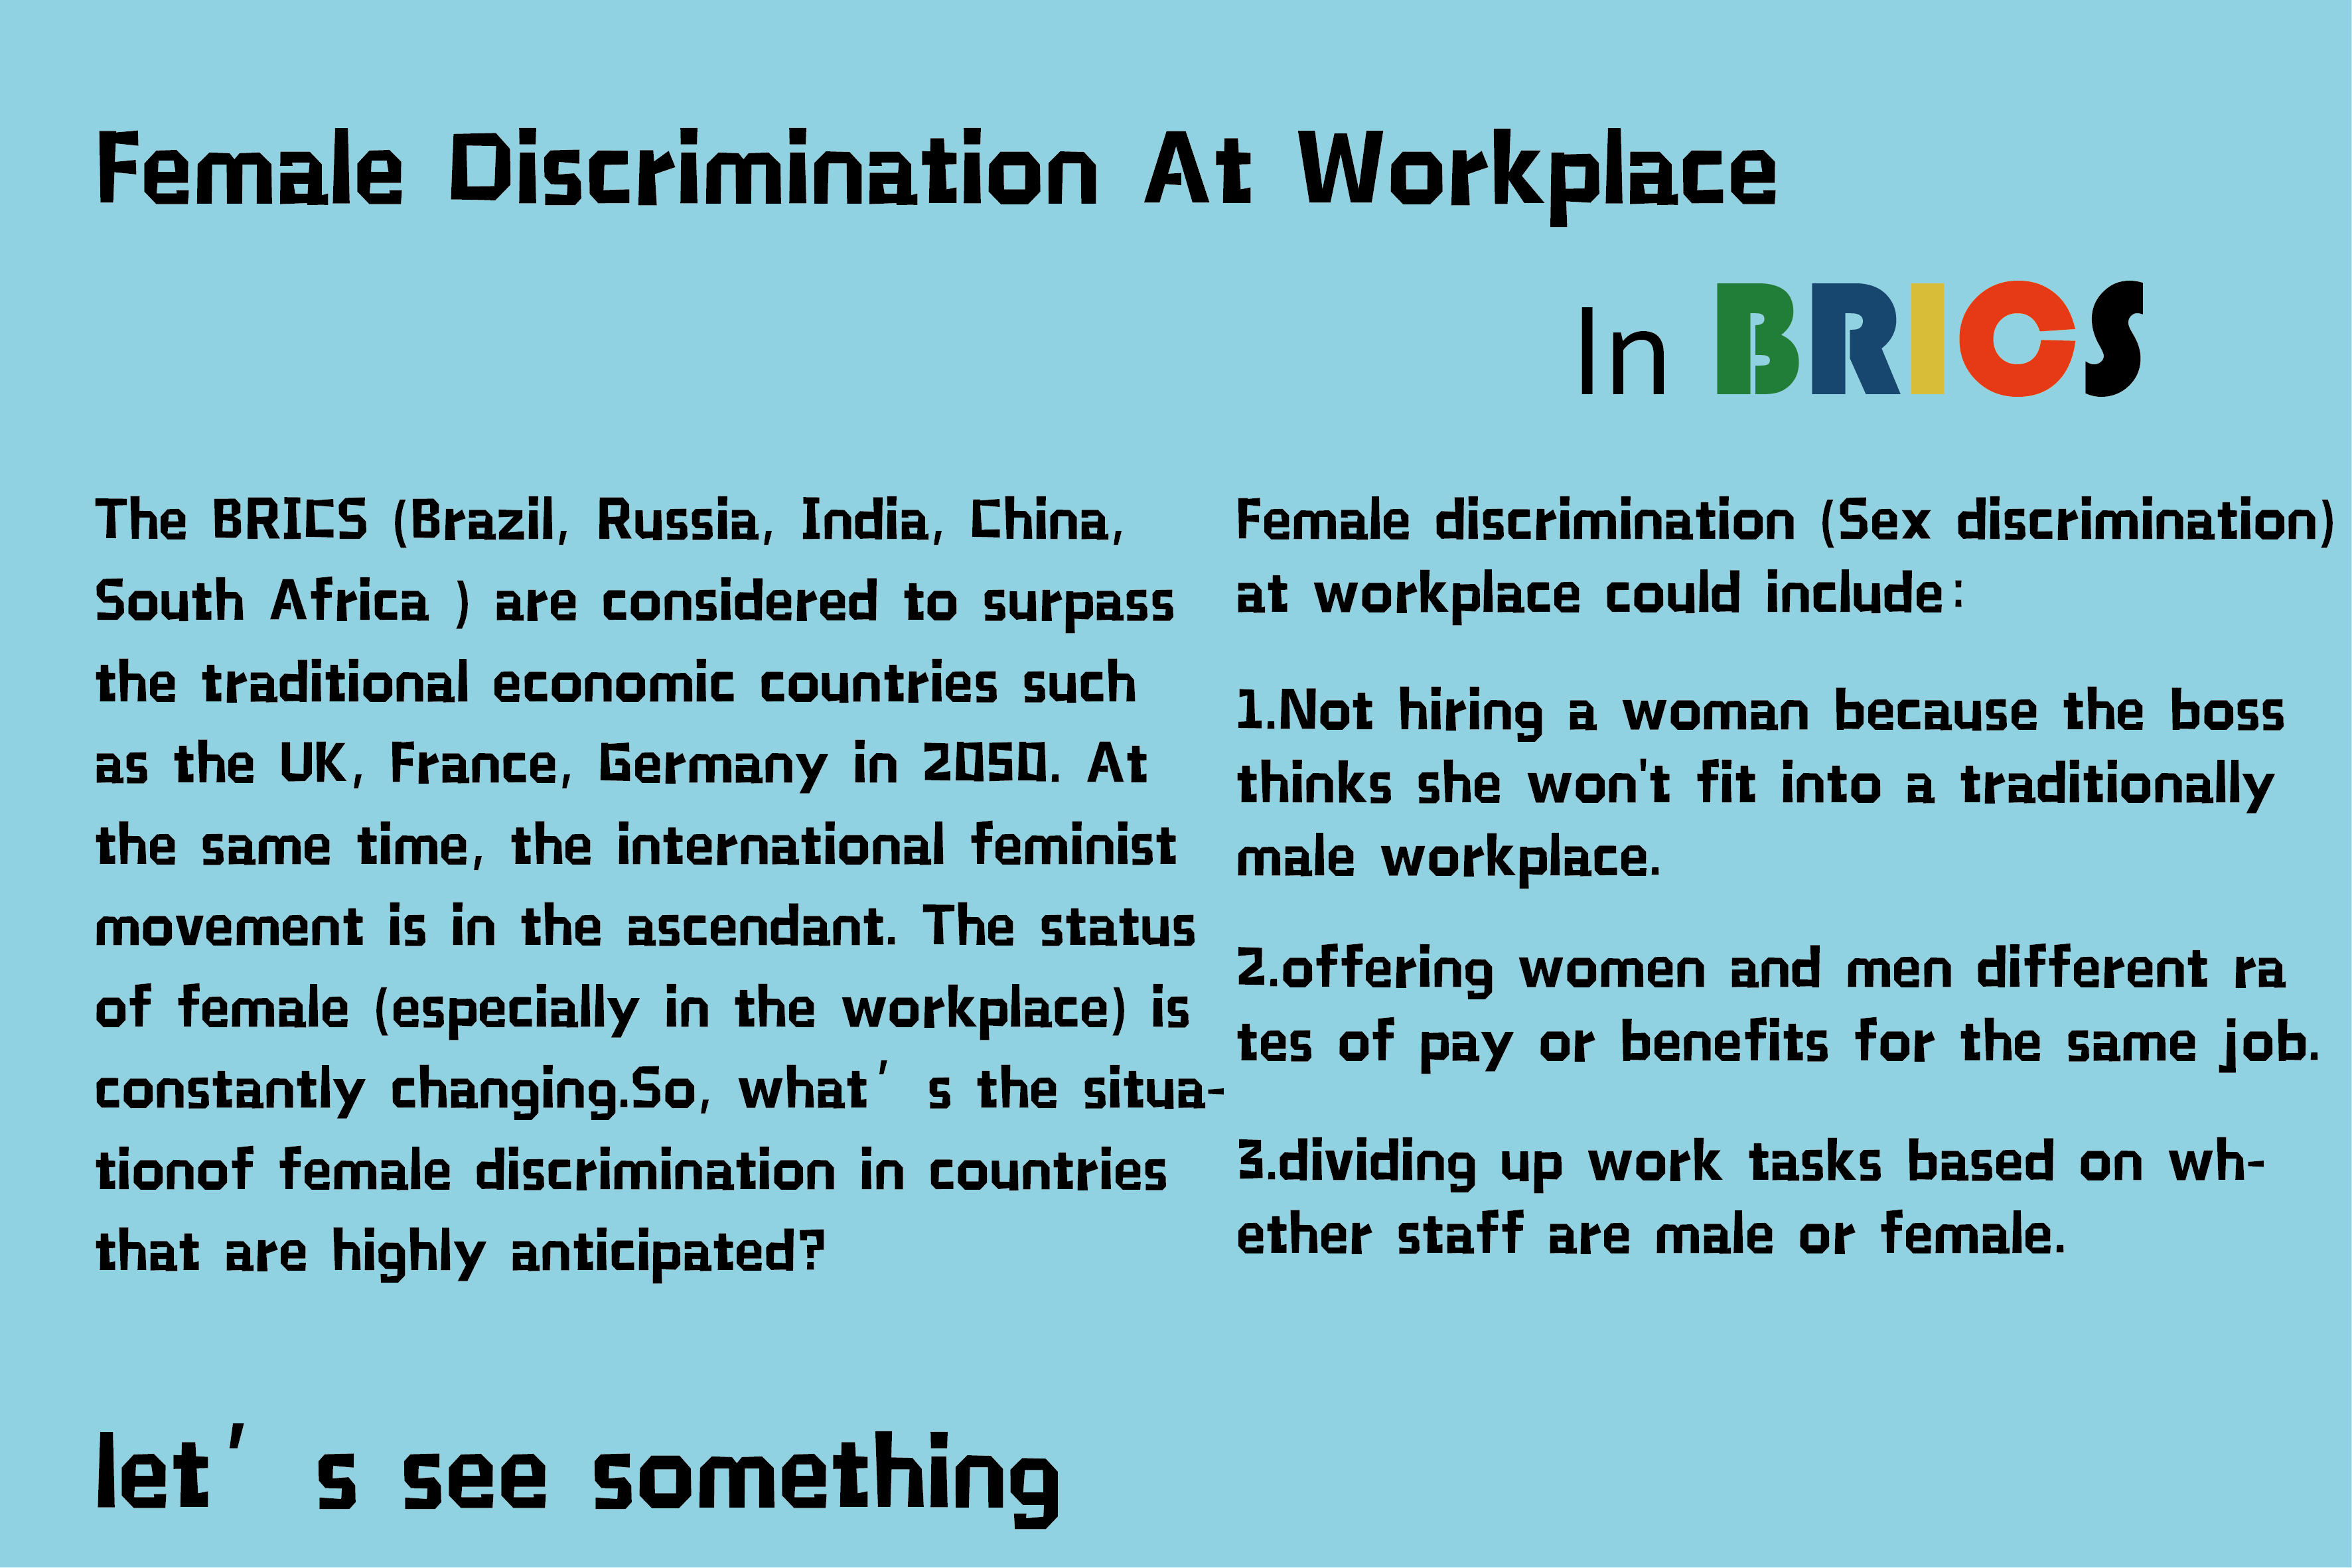 Female Discrimination At Workplace
In BRICS
The BRICS (Brazil, Russia, India, China,
South Africa ) are considered to surpass
the traditional economic countries such
as the UK, France, Germany in 2050. At
the same time, the international feminist
movement is in the ascendant. The status
of female (especially in the workplace) is
constantly changing.So, what’ s the situa-
tionof female discrimination in countries
that are highly anticipated?
Female discrimination (Sex discrimination)
at workplace could include:
1.Not hiring a woman because the boss
thinks she won't fit into a traditionally
male workplace.
2.offering women and men different ra
tes of pay or benefits for the same job.
3.dividing up work tasks based on wh-
ether staff are male or female.
let’ s see something